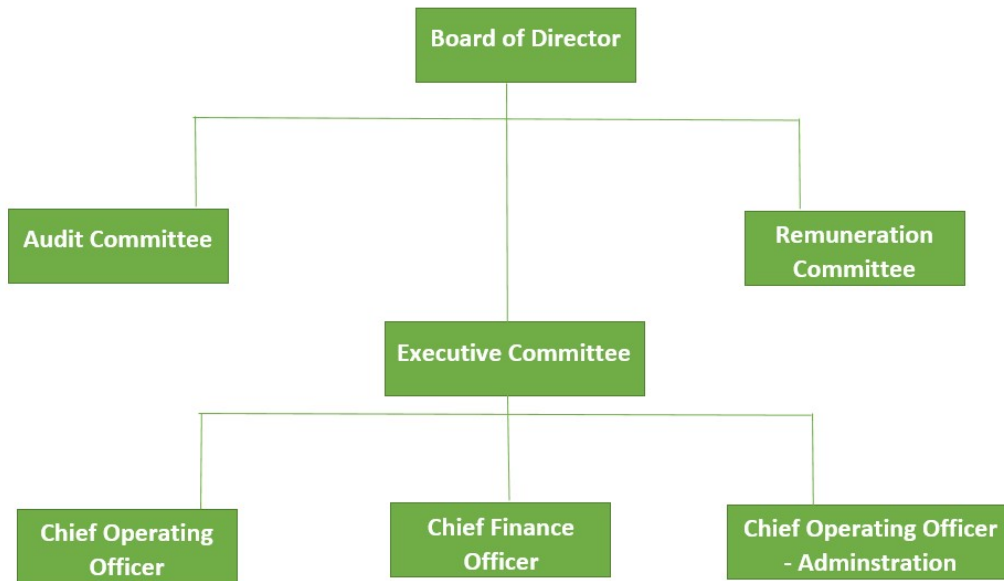 Board of Director
Audit Committee
Remuneration
Committee
Executive Committee
Chief Operating
Officer
Chief Finance
Officer
Chief Operating Officer
- Adminstration